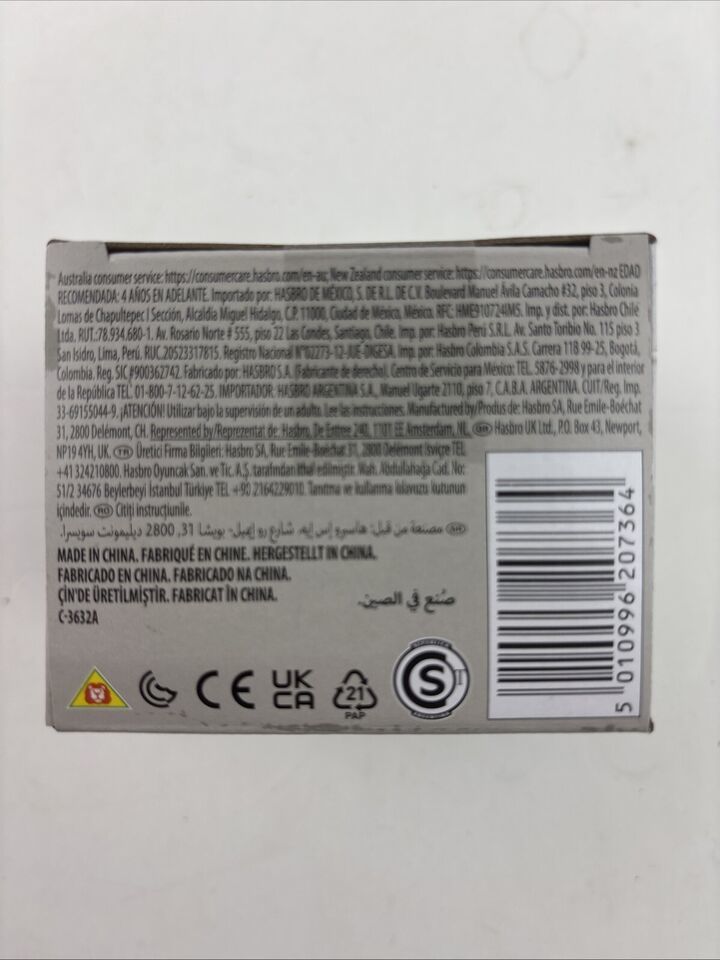 Australia consumer service: https://consumercare.hasbro.com/en-au; New Zealand consumer service: https://consumercare.hasbro.com/en-nz EDAD
RECOMENDADA: 4 AÑOS EN ADELANTE. Importado por: HASBRO DE MÉXICO, S. DE R.L. DE C.V. Boulevard Manuel Ávila Camacho #32, piso 3, Colonia
Lomas de Chapultepec I Sección, Alcaldía Miguel Hidalgo, C.P. 11000, Ciudad de México, México. RFC: HME910724MJ5. Imp. y dist. por: Hasbro Chile
Ltda. RUT.:78.934.680-1. Av. Rosario Norte # 555, piso 22 Las Condes, Santiago, Chile. Imp. por: Hasbro Perú S.R.L. Av. Santo Toribio No. 115 piso 3
San Isidro, Lima, Perú. RUC.20523317815. Registro Nacional N°02273-12-JUE-DIGESA. Imp. por: Hasbro Colombia S.A.S. Carrera 118 99-25, Bogotá,
Colombia. Reg. SIC #900362742. Fabricado por: HASBRO S.A. (Fabricante de derecho). Centro de Servicio para México: TEL. 5876-2998 y para el interior
de la República TEL. 01-800-7-12-62-25. IMPORTADOR: HASBRO ARGENTINA S.A., Manuel Ugarte 2110, piso 7, C.A.B.A. ARGENTINA. CUIT/Reg. Imp.
33-69155044-9. ¡ATENCIÓN! Utilizar bajo la supervisión de un adulto. Lee las instrucciones. Manufactured by/Produs de: Hasbro SA, Rue Emile-Boéchat
31, 2800 Delémont, CH. Represented by/Reprezentat de: Hasbro, De Entree 240, 1101 EE Amsterdam, NL. GB Hasbro UK Ltd., P.O. Box 43, Newport,
NP19 4YH, UK. TR Üretici Firma Bilgileri: Hasbro SA, Rue Emile-Boéchat 31, 2800 Delémont İsviçre TEL
+41324210800. Hasbro Oyuncak San. ve Tic. A.Ş. tarafından ithal edilmiştir. Mah. Abdullahağa Cad. No:
51/2 34676 Beylerbeyi İstanbul Türkiye TEL +90 2164229010. Tanıtma ve kullanma kılavuzu kutunun
içindedir. RO Citiți instrucțiunile.
AR مصنعة من قبل: هاسبرو إس إيه، شارع رو إميل- بويشا 31، 2800 ديليمونت سويسرا.
MADE IN CHINA. FABRIQUÉ EN CHINE. HERGESTELLT IN CHINA.
FABRICADO EN CHINA. FABRICADO NA CHINA.
ÇİN'DE ÜRETİLMİŞTİR. FABRICAT ÎN CHINA.
صُنع في الصين.
C-3632A
CE
UK
CA
21
PAP
REPUBLICA
S
ARGENTINA
5 010996 207364